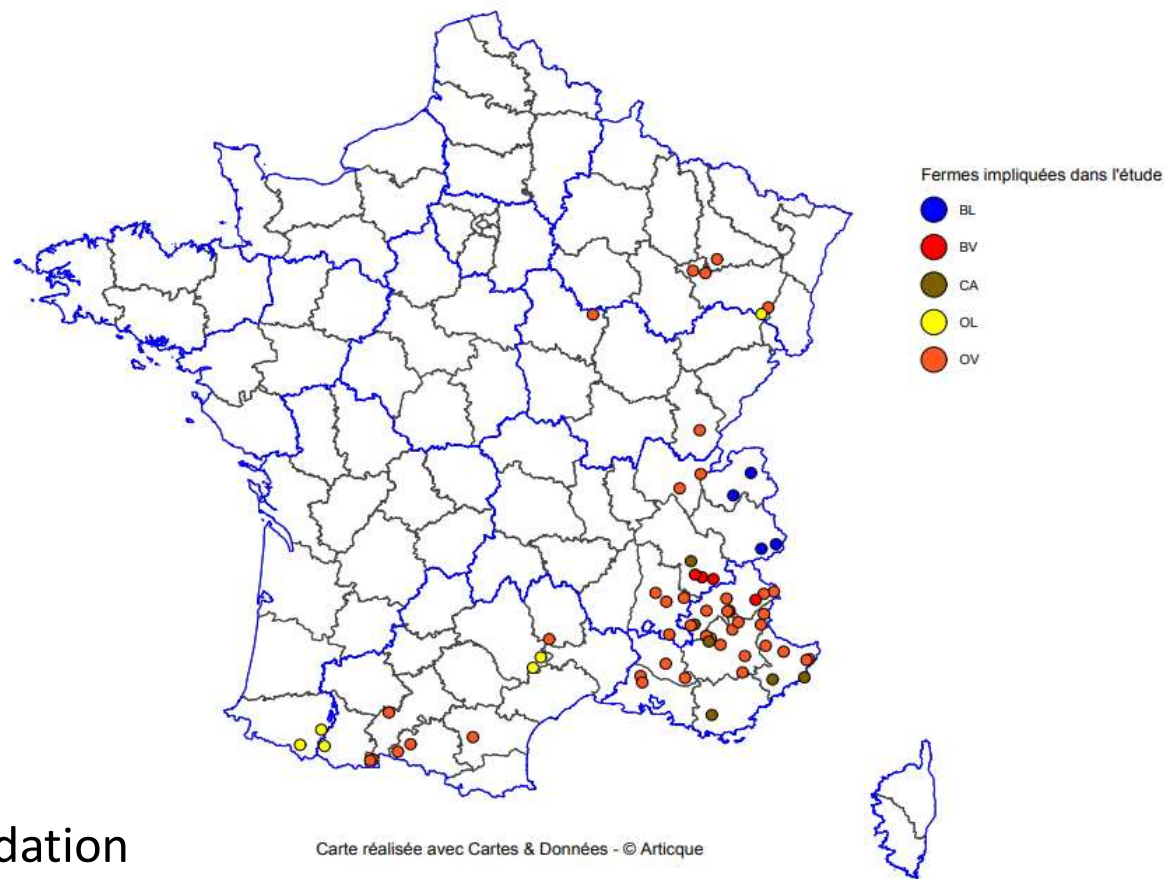 Fermes impliquées dans l'étude
BL
BV
CA
OL
OV
dation
Carte réalisée avec Cartes & Données - © Articque